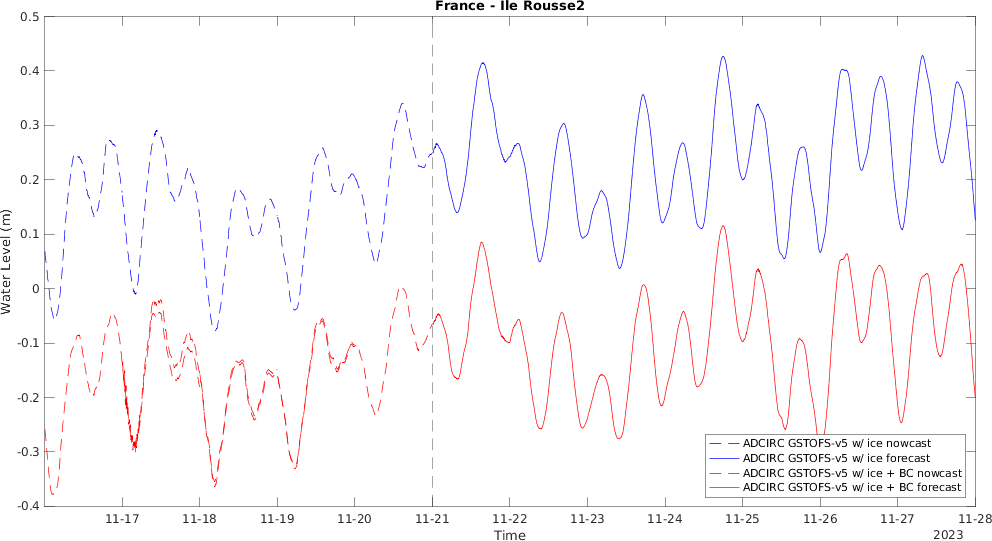 France - Ile Rousse2
0.5
0.4
0.3
0.2
0.1
0
-0.1
-0.2
-0.3
-0.4
Water Level (m)
ADCIRC GSTOFS-v5 w/ ice nowcast
ADCIRC GSTOFS-v5 w/ ice forecast
ADCIRC GSTOFS-v5 w/ ice + BC nowcast
ADCIRC GSTOFS-v5 w/ ice + BC forecast
11-17 11-18 11-19 11-20 11-21 11-22 11-23 11-24 11-25 11-26 11-27 11-28
Time
2023